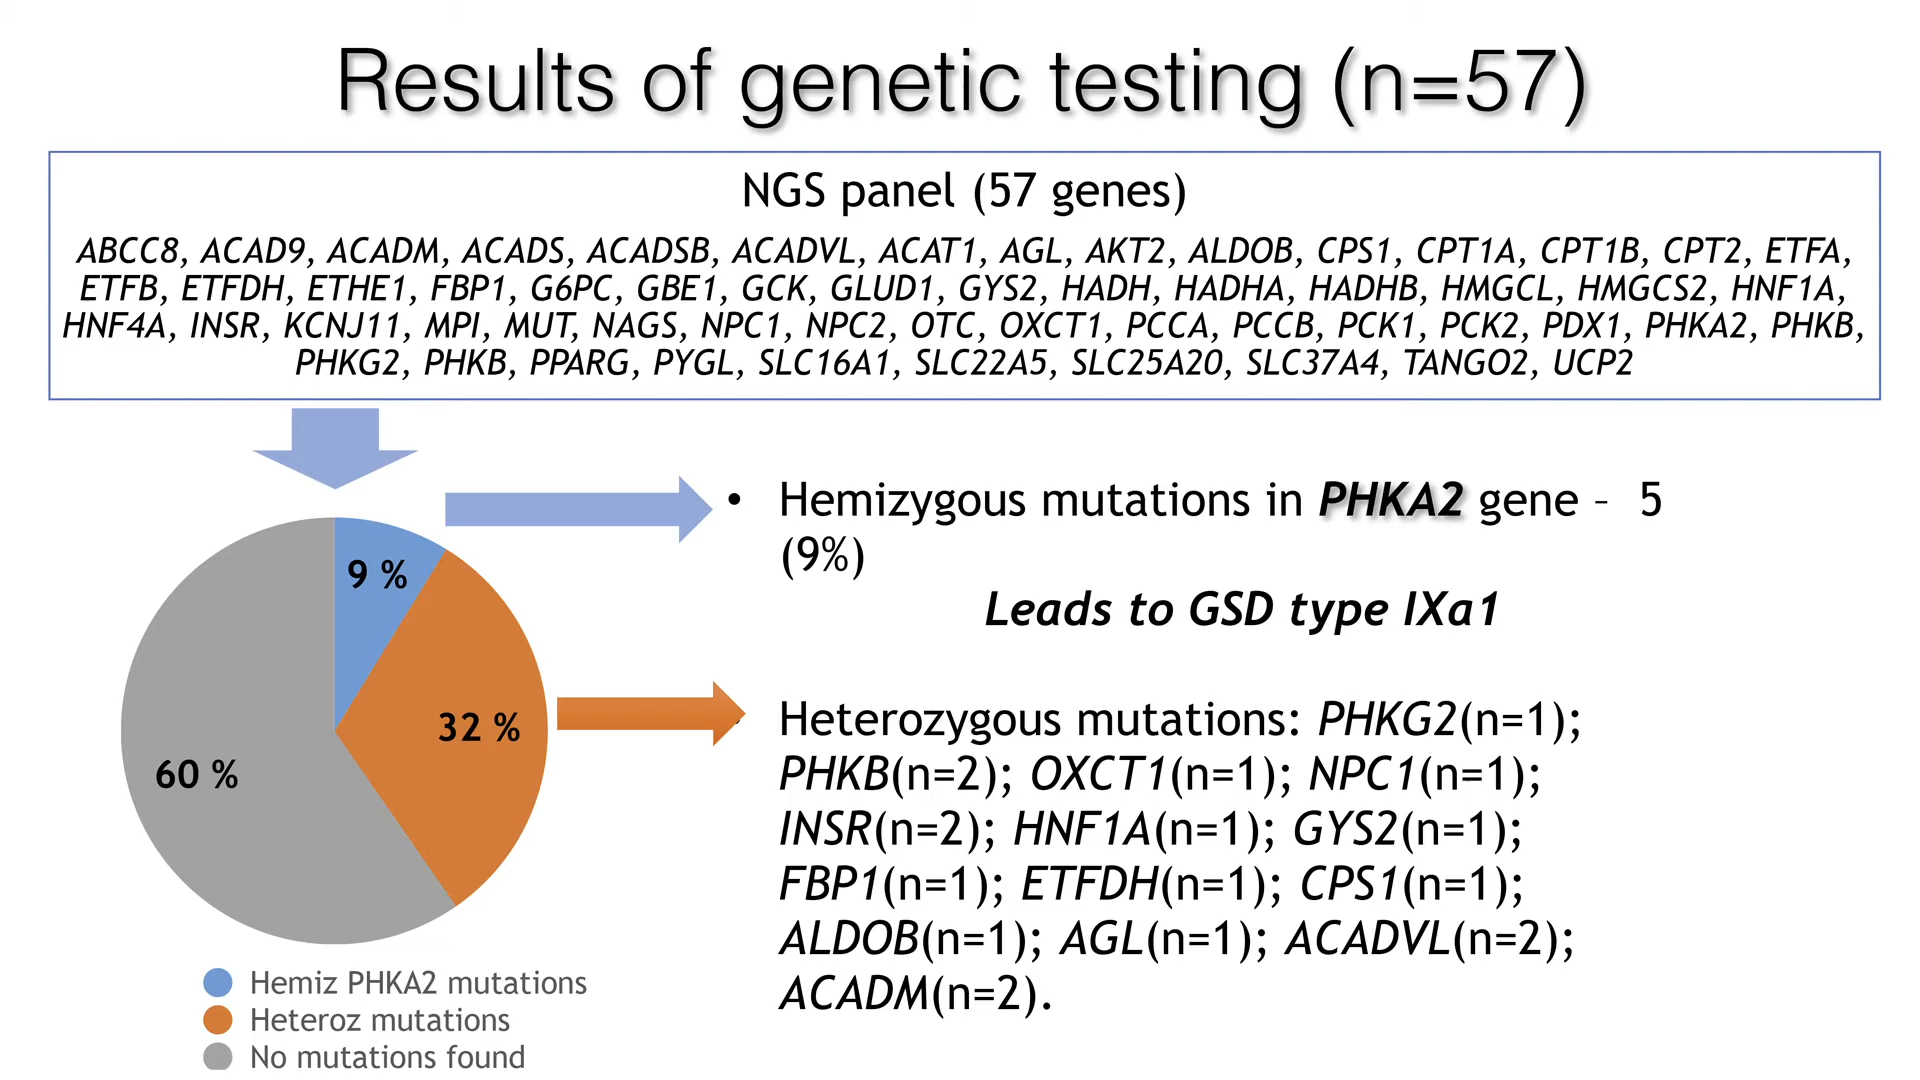 Results of genetic testing (n=57)
NGS panel (57 genes)
ABCC8, ACAD9, ACADM, ACADS, ACADSB, ACADVL, ACAT1, AGL, AKT2, ALDOB, CPS1, CPT1A, CPT1B, CPT2, ETFA,
ETFB, ETFDH, ETHE1, FBP1, G6PC, GBE1, GCK, GLUD1, GYS2, HADH, HADHA, HADHB, HMGCL, HMGCS2, HNF1A,
HNF4A, INSR, KCNJ11, MPI, MUT, NAGS, NPC1, NPC2, OTC, OXCT1, PCCA, PCCB, PCK1, PCK2, PDX1, PHKA2, PHKB,
PHKG2, PHKB, PPARG, PYGL, SLC16A1, SLC22A5, SLC25A20, SLC37A4, TANGO2, UCP2
• Hemizygous mutations in PHKA2 gene – 5
(9%)
Leads to GSD type IXa1
9 %
32 %
60 %
Heterozygous mutations: PHKG2(n=1);
PHKB(n=2); OXCT1(n=1); NPC1(n=1);
INSR(n=2); HNF1A(n=1); GYS2(n=1);
FBP1(n=1); ETFDH(n=1); CPS1(n=1);
ALDOB(n=1); AGL(n=1); ACADVL(n=2);
ACADM(n=2).
Hemiz PHKA2 mutations
Heteroz mutations
No mutations found